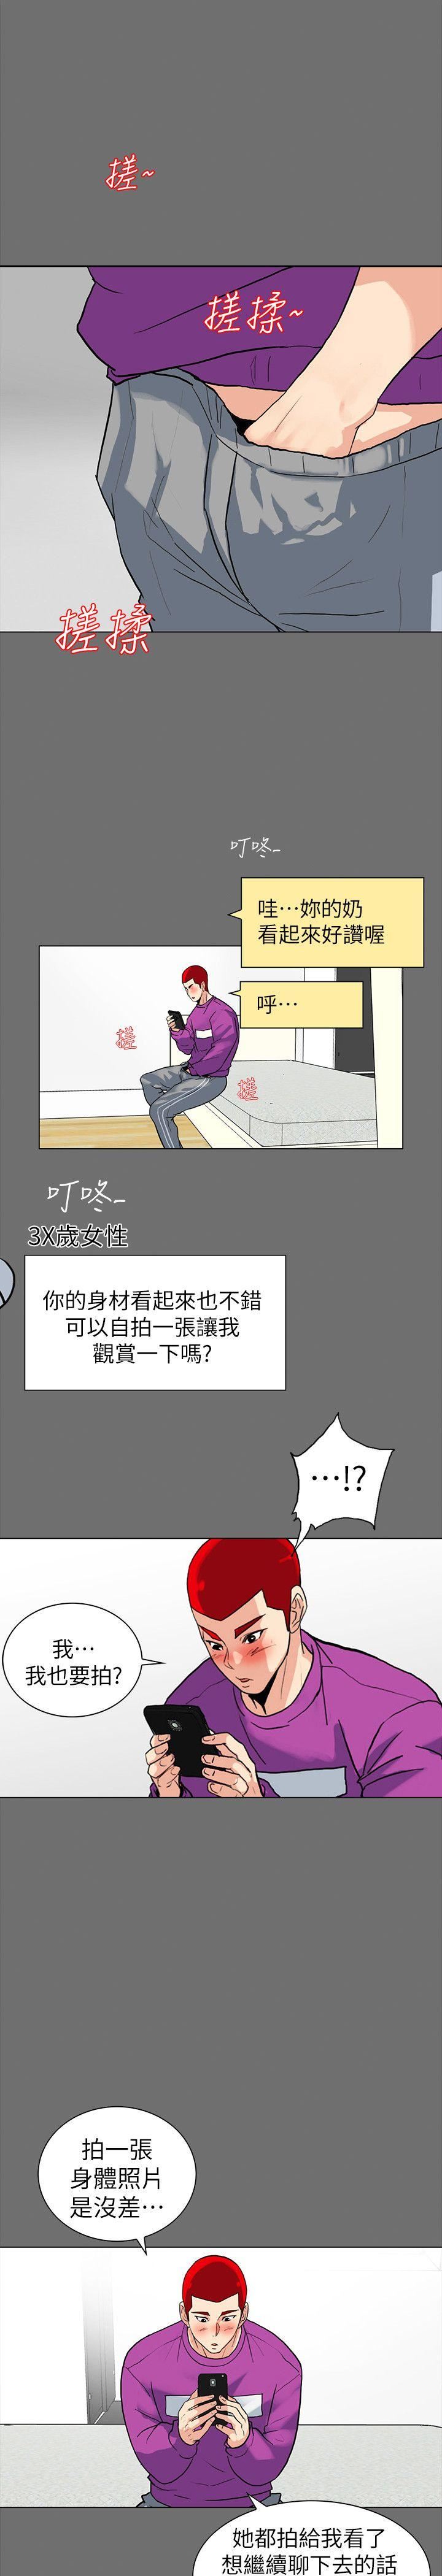 搓~
搓揉~
搓揉
叮咚~
哇…妳的奶
看起來好讚喔
呼…
搓
搓
叮咚~
3X歲女性
你的身材看起來也不錯
可以自拍一張讓我
觀賞一下嗎?
…!?
我…
我也要拍?
拍一張
身體照片
是沒差…
她都拍給我看了
想繼續聊下去的話